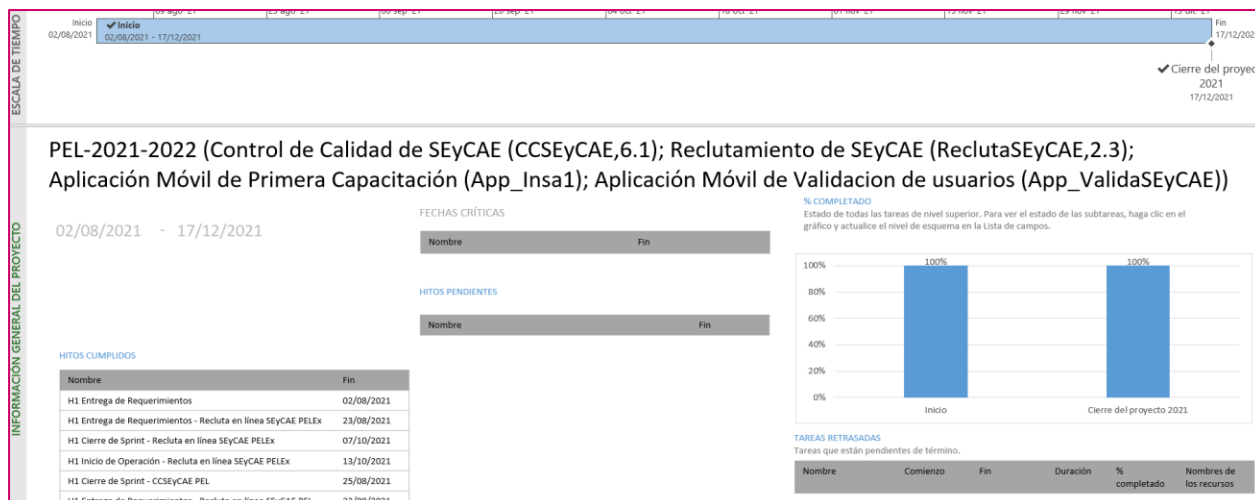 ESCALA DE TIEMPO
Inicio
02/08/2021
✔Inicio
02/08/2021 - 17/12/2021
Fin
✔Cierre del
2021
17/12/2021
INFORMACIÓN GENERAL DEL PROYECTO
PEL-2021-2022 (Control de Calidad de SEyCAE (CCSEyCAE,6.1); Reclutamiento de SEyCAE (ReclutaSEyCAE,2.3);
Aplicación Móvil de Primera Capacitación (App_Insa1); Aplicación Móvil de Validacion de usuarios (App_ValidaSEyCAE))
02/08/2021 - 17/12/2021
HITOS CUMPLIDOS
Nombre Fin
H1 Entrega de Requerimientos 02/08/2021
H1 Entrega de Requerimientos - Recluta en línea SEyCAE PELEx 23/08/2021
H1 Cierre de Sprint - Recluta en línea SEyCAE PELEx 07/10/2021
H1 Inicio de Operación - Recluta en línea SEyCAE PELEx 13/10/2021
H1 Cierre de Sprint - CCSEyCAE PEL 25/08/2021
FECHAS CRÍTICAS
Nombre Fin
HITOS PENDIENTES
Nombre Fin
% COMPLETADO
Estado de todas las tareas de nivel superior. Para ver el estado de las subtareas, haga clic en el
gráfico y actualice el nivel de esquema en la Lista de campos.
100% 100%
100%
80%
60%
40%
20%
0%
Inicio Cierre del proyecto 2021
TAREAS RETRASADAS
Tareas que están pendientes de término.
Nombre Comienzo Fin Duración % completado Nombres de los recursos